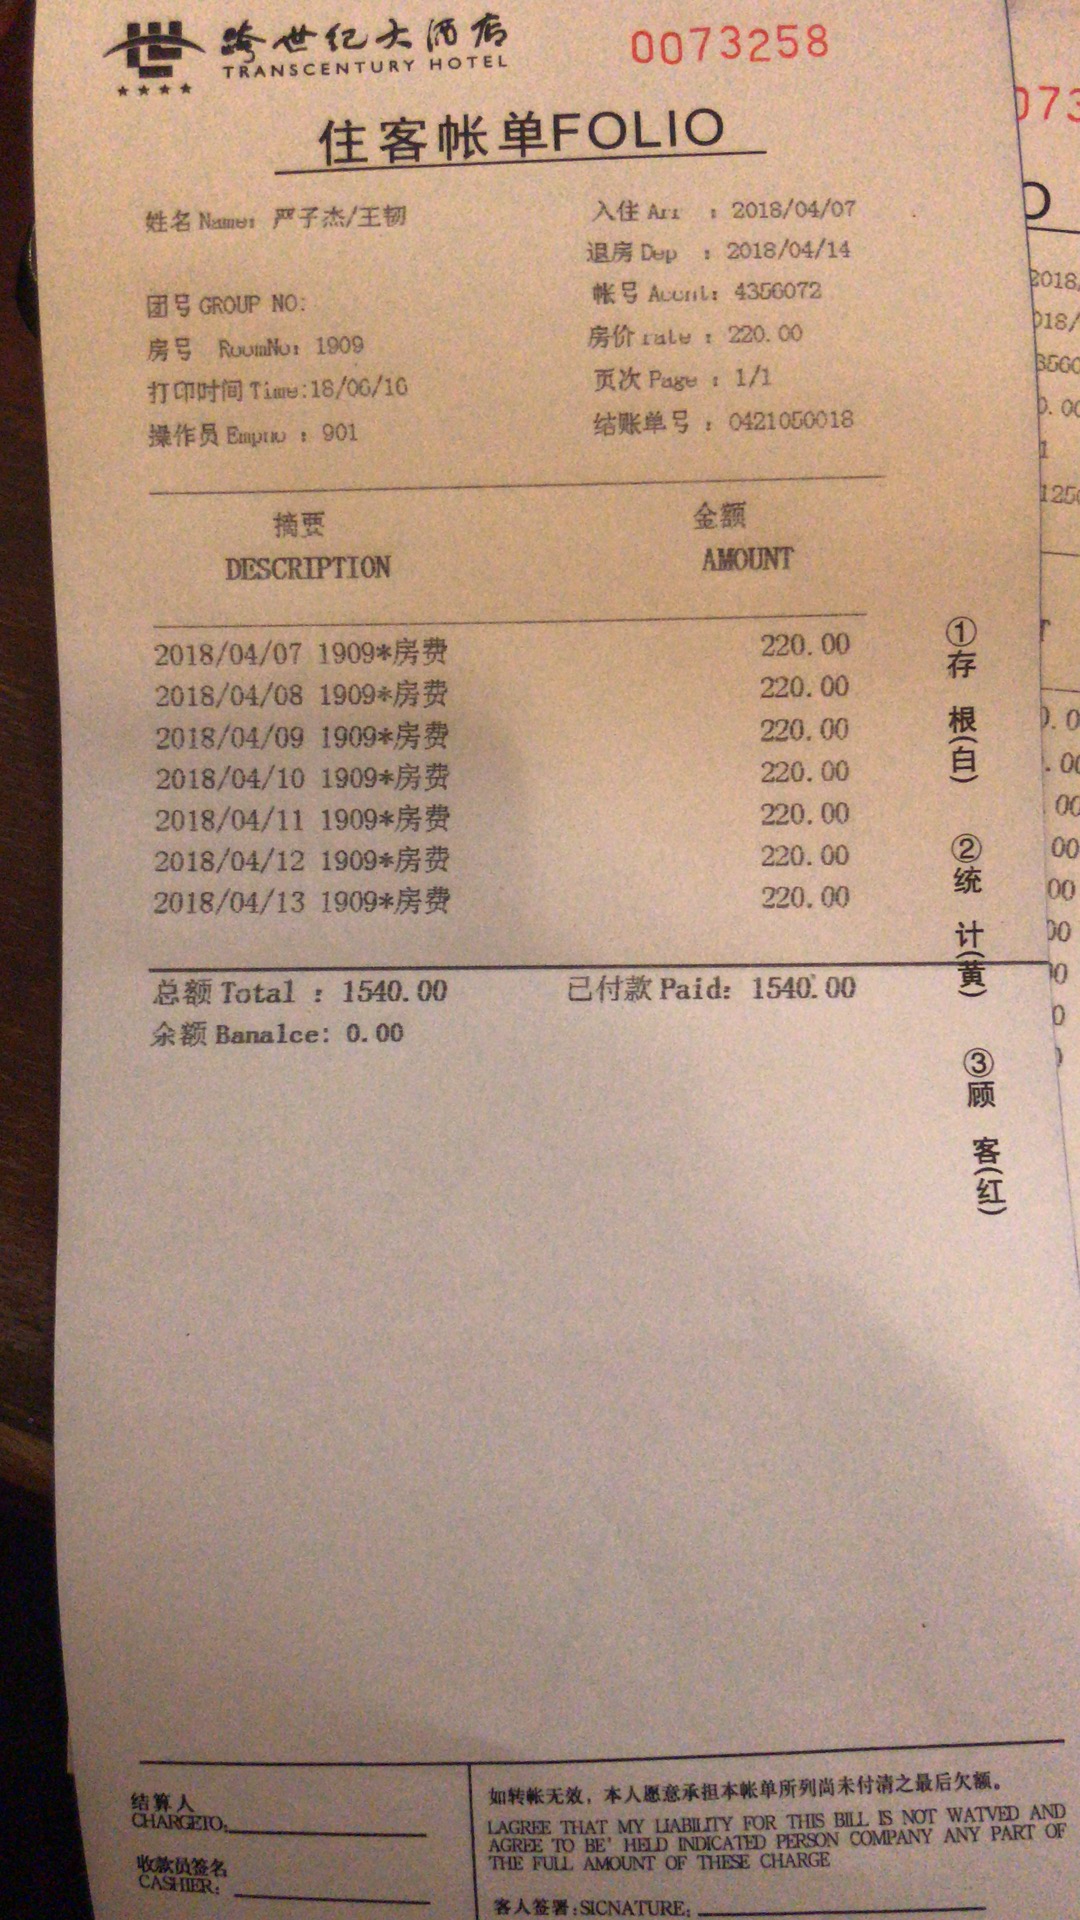 跨世纪大酒店
TRANSCENTURY HOTEL
0073258
住客帐单FOLIO
姓名 Name: 严子杰/王韧
入住 Arr : 2018/04/07
退房 Dep : 2018/04/14
团号 GROUP NO:
帐号 Accnt: 4356072
房号 RoomNo: 1909
房价 rate : 220.00
打印时间 Time:18/06/16
页次 Page : 1/1
操作员 Empno : 901
结账单号 : 0421050018
摘要
金额
DESCRIPTION
AMOUNT
2018/04/07 1909*房费 220.00
2018/04/08 1909*房费 220.00
2018/04/09 1909*房费 220.00
2018/04/10 1909*房费 220.00
2018/04/11 1909*房费 220.00
2018/04/12 1909*房费 220.00
2018/04/13 1909*房费 220.00
总额 Total : 1540.00
已付款 Paid: 1540.00
余额 Banalce: 0.00
①存根(白) ②统计(黄) ③顾客(红)
结算人
CHARGETO:
收款员签名
CASHIER:
如转帐无效，本人愿意承担本帐单所列尚未付清之最后欠额。
I.AGREE THAT MY LIABILITY FOR THIS BILL IS NOT WATVED AND
AGREE TO BE' HELD INDICATED PERSON COMPANY ANY PART OF
THE FULL AMOUNT OF THESE CHARGE
客人签署:SICNATURE: